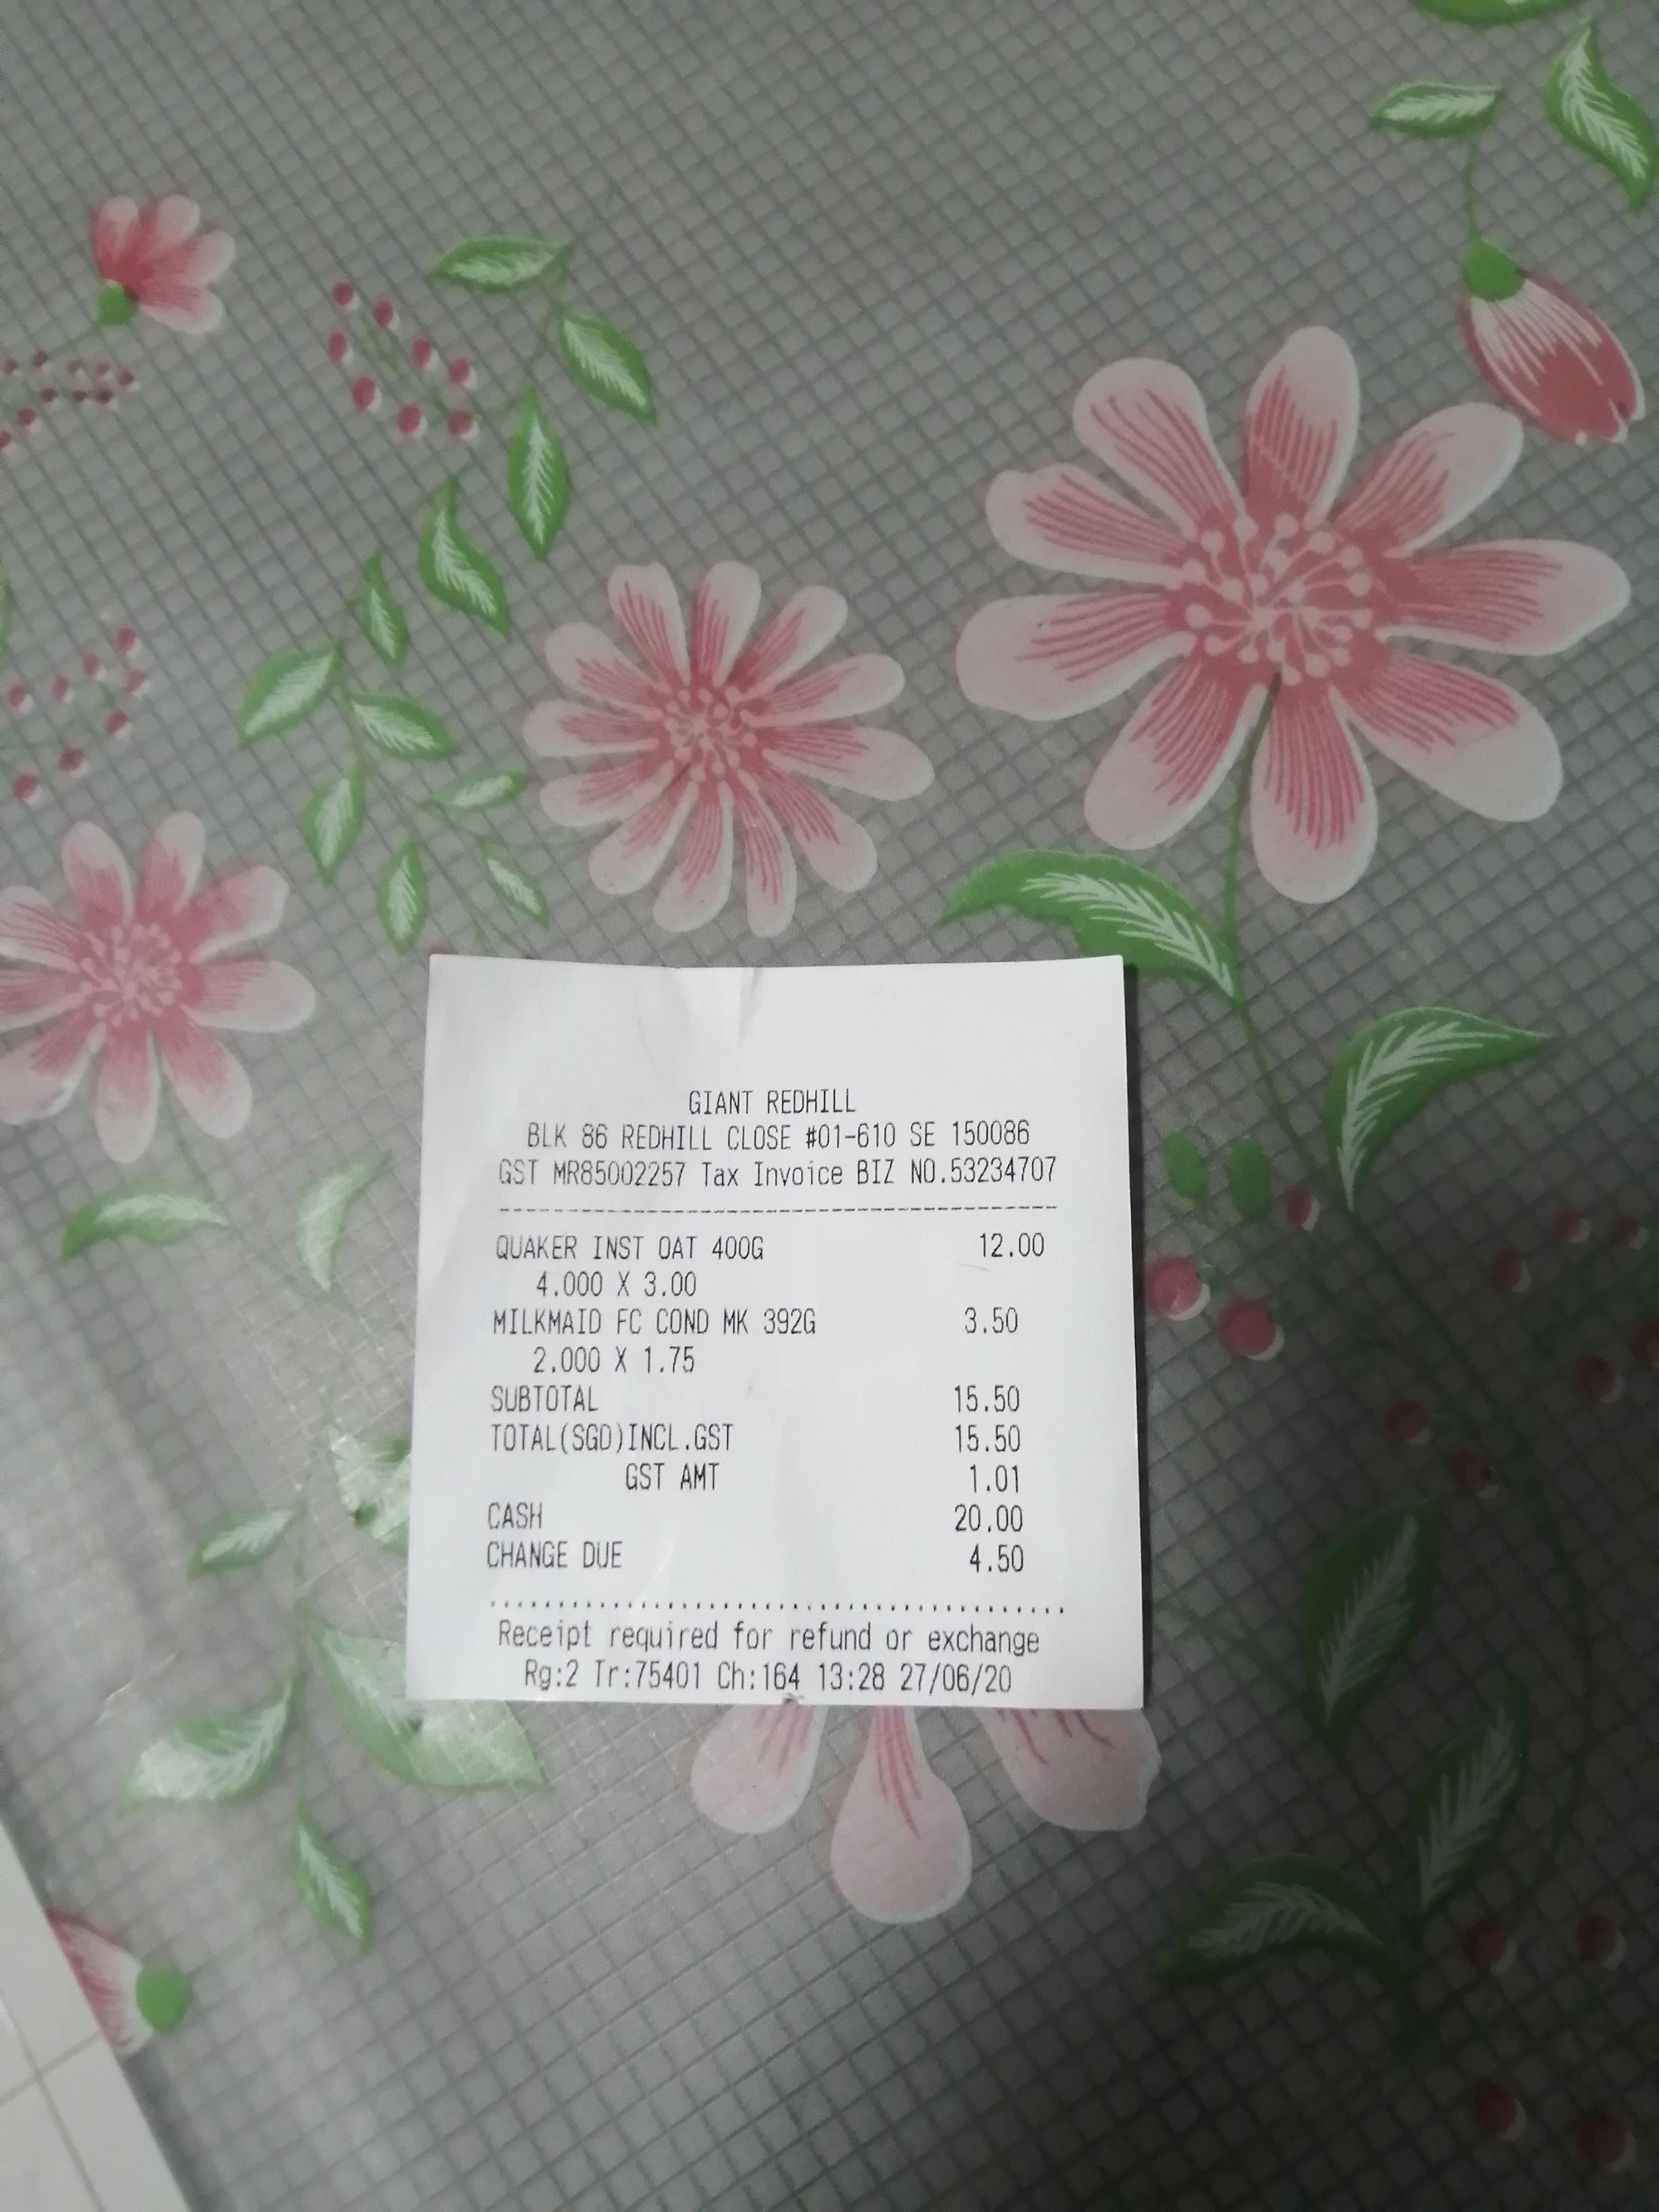 GIANT REDHILL
BLK 86 REDHILL CLOSE #01-610 SE 150086
GST MR85002257 Tax Invoice BIZ NO.53234707
QUAKER INST OAT 400G 12.00
4.000 X 3.00
MILKMAID FC COND MK 392G 3.50
2.000 X 1.75
SUBTOTAL 15.50
TOTAL(SGD)INCL.GST 15.50
GST AMT 1.01
CASH 20.00
CHANGE DUE 4.50
Receipt required for refund or exchange
Rg:2 Tr:75401 Ch:164 13:28 27/06/20